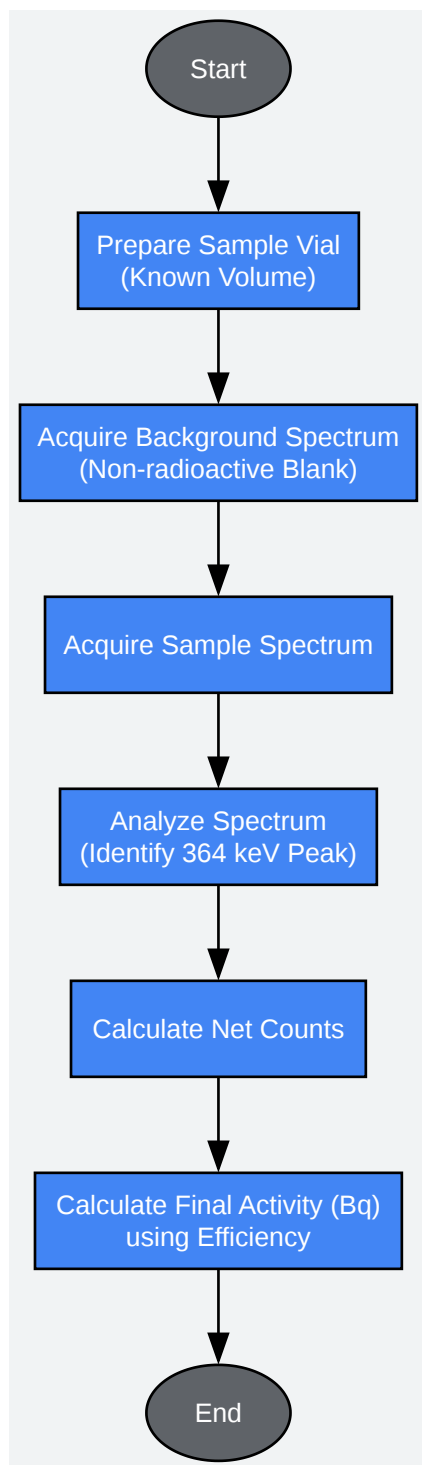 Start
Prepare Sample Vial
(Known Volume)
Acquire Background Spectrum
(Non-radioactive Blank)
Acquire Sample Spectrum
Analyze Spectrum
(Identify 364 keV Peak)
Calculate Net Counts
Calculate Final Activity (Bq)
using Efficiency
End